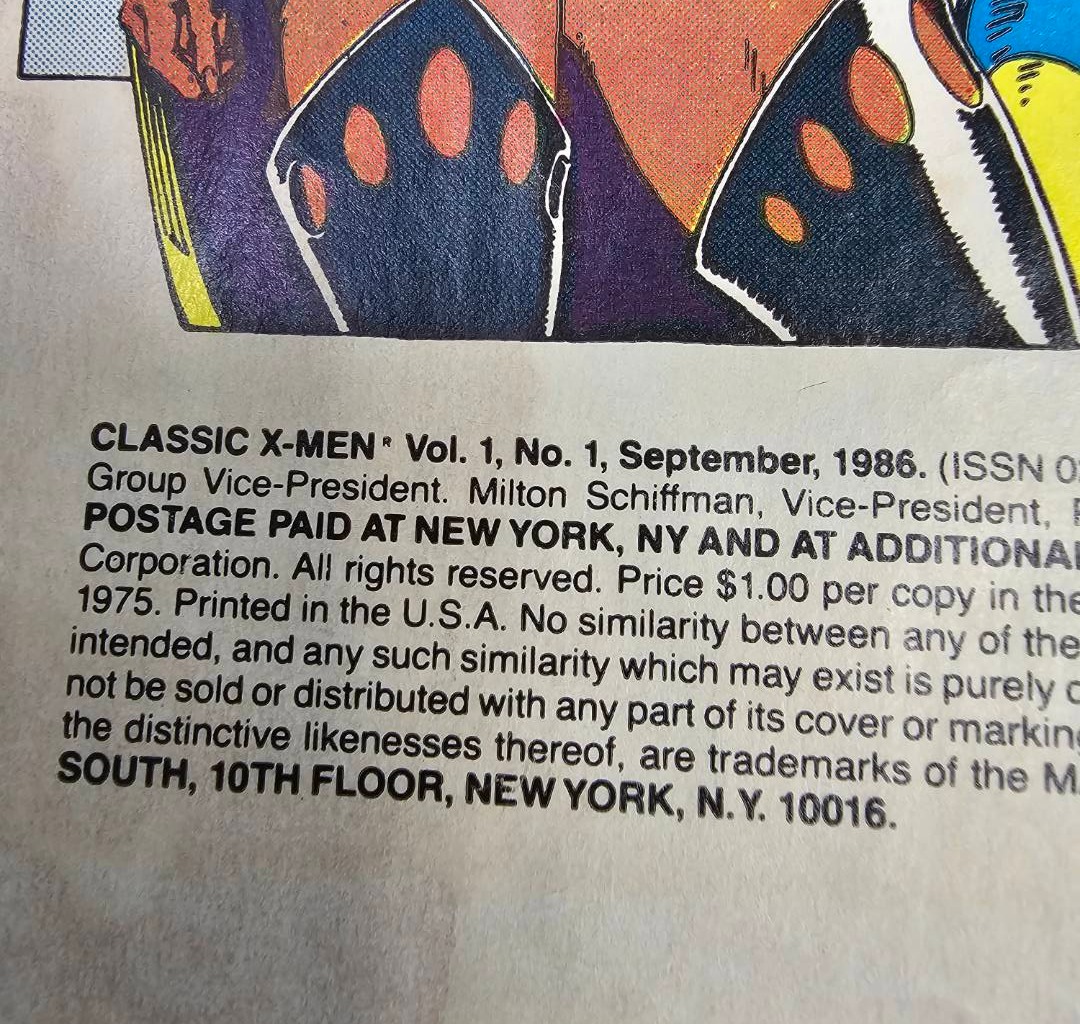 CLASSIC X-MEN® Vol. 1, No. 1, September, 1986. (ISSN
Group Vice-President. Milton Schiffman, Vice-President,
POSTAGE PAID AT NEW YORK, NY AND AT ADDITIONAL
Corporation. All rights reserved. Price $1.00 per copy in the
1975. Printed in the U.S.A. No similarity between any of the
intended, and any such similarity which may exist is purely
not be sold or distributed with any part of its cover or
the distinctive likenesses thereof, are trademarks of the
SOUTH, 10TH FLOOR, NEW YORK, N.Y. 10016.